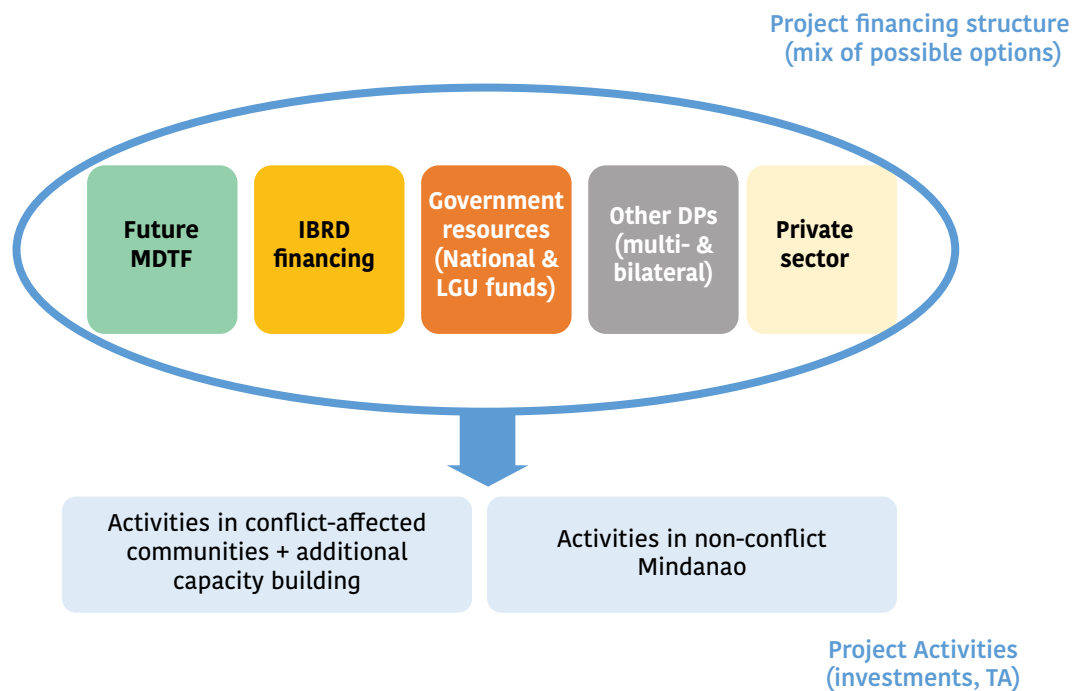 Project financing structure
(mix of possible options)
Future
MDTF
IBRD
financing
Government
resources
(National &
LGU funds)
Other DPs
(multi- &
bilateral)
Private
sector
Activities in conflict-affected
communities + additional
capacity building
Activities in non-conflict
Mindanao
Project Activities
(investments, TA)